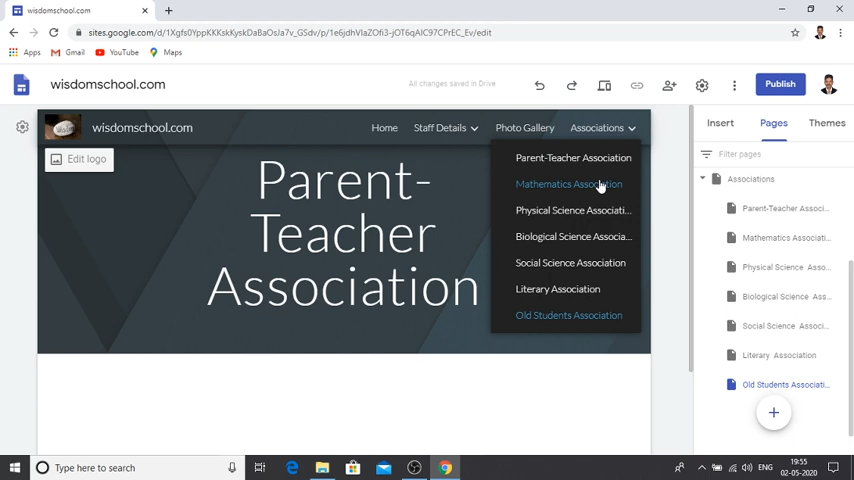 wisdomschool.com
sites.google.com/d/1Xgfs0YppKKKskKyskDaBaOsJa7v_GSdv/p/1e6jdhVlaZOfi3-jOT6qAIC97CPrEC_Ev/edit
Apps
Gmail
YouTube
Maps
wisdomschool.com
All changes saved in Drive
Publish
wisdomschool.com
Home
Staff Details
Photo Gallery
Associations
Edit logo
Parent-
Teacher
Association
Parent-Teacher Association
Mathematics Association
Physical Science Associati...
Biological Science Associa...
Social Science Association
Literary Association
Old Students Association
Insert
Pages
Themes
Filter pages
Associations
Parent-Teacher Associ...
Mathematics Associati...
Physical Science Asso...
Biological Science Ass...
Social Science Associ...
Literary Association
Old Students Associati...
Type here to search
ENG
19:55
02-05-2020